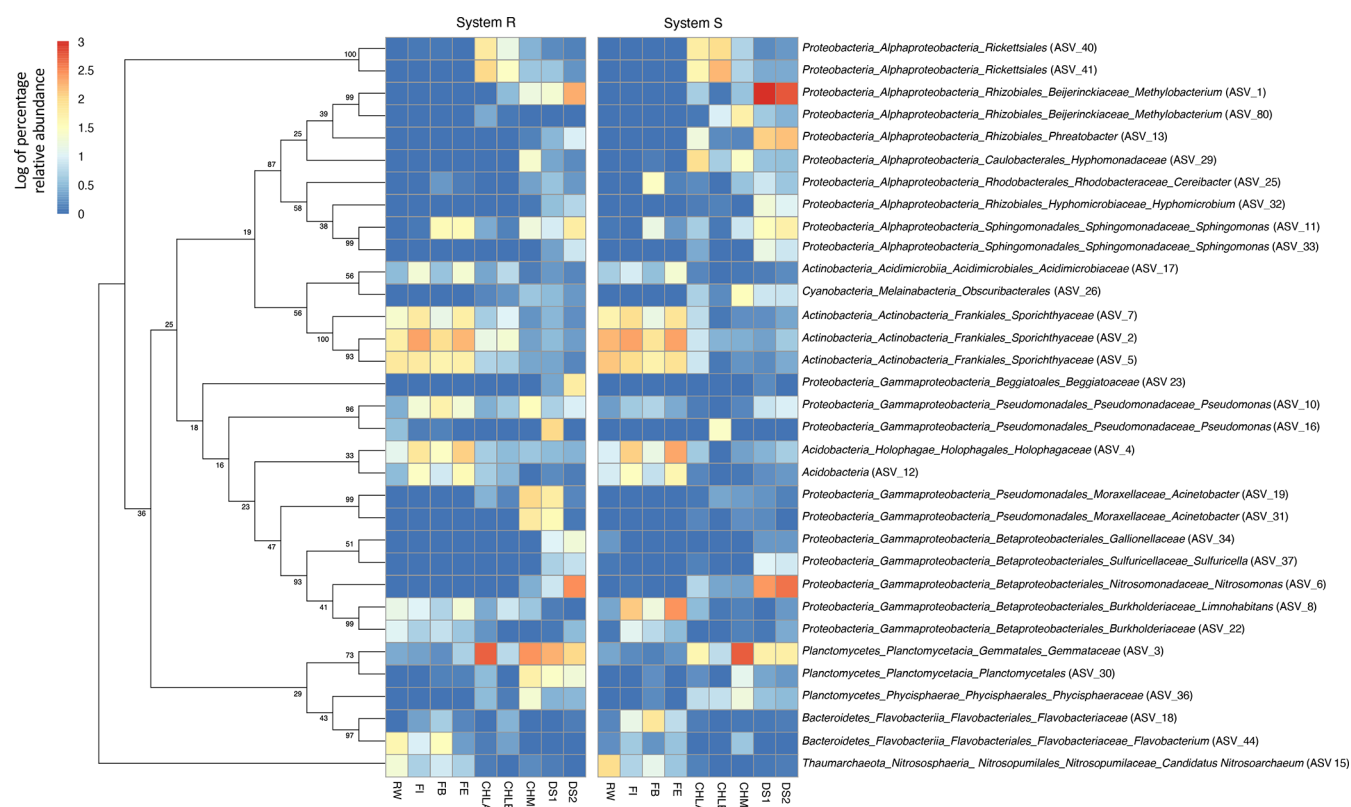 System R
System S
3
2.5
2
1.5
1
0.5
0
Log of percentage
relative abundance
100
99
39
25
87
58
38
99
19
56
56
100
93
25
96
18
16
33
23
99
47
51
93
41
99
36
73
29
43
97
Proteobacteria_Alphaproteobacteria_Rickettsiales (ASV_40)
Proteobacteria_Alphaproteobacteria_Rickettsiales (ASV_41)
Proteobacteria_Alphaproteobacteria_Rhizobiales_Beijerinckiaceae_Methylobacterium (ASV_1)
Proteobacteria_Alphaproteobacteria_Rhizobiales_Beijerinckiaceae_Methylobacterium (ASV_80)
Proteobacteria_Alphaproteobacteria_Rhizobiales_Phreatobacter (ASV_13)
Proteobacteria_Alphaproteobacteria_Caulobacterales_Hyphomonadaceae (ASV_29)
Proteobacteria_Alphaproteobacteria_Rhodobacterales_Rhodobacteraceae_Cereibacter (ASV_25)
Proteobacteria_Alphaproteobacteria_Rhizobiales_Hyphomicrobiaceae_Hyphomicrobium (ASV_32)
Proteobacteria_Alphaproteobacteria_Sphingomonadales_Sphingomonadaceae_Sphingomonas (ASV_11)
Proteobacteria_Alphaproteobacteria_Sphingomonadales_Sphingomonadaceae_Sphingomonas (ASV_33)
Actinobacteria_Acidimicrobiia_Acidimicrobiales_Acidimicrobiaceae (ASV_17)
Cyanobacteria_Melainabacteria_Obscuribacterales (ASV_26)
Actinobacteria_Actinobacteria_Frankiales_Sporichthyaceae (ASV_7)
Actinobacteria_Actinobacteria_Frankiales_Sporichthyaceae (ASV_2)
Actinobacteria_Actinobacteria_Frankiales_Sporichthyaceae (ASV_5)
Proteobacteria_Gammaproteobacteria_Beggiatoales_Beggiatoaceae (ASV 23)
Proteobacteria_Gammaproteobacteria_Pseudomonadales_Pseudomonadaceae_Pseudomonas (ASV_10)
Proteobacteria_Gammaproteobacteria_Pseudomonadales_Pseudomonadaceae_Pseudomonas (ASV_16)
Acidobacteria_Holophagae_Holophagales_Holophagaceae (ASV_4)
Acidobacteria (ASV_12)
Proteobacteria_Gammaproteobacteria_Pseudomonadales_Moraxellaceae_Acinetobacter (ASV_19)
Proteobacteria_Gammaproteobacteria_Pseudomonadales_Moraxellaceae_Acinetobacter (ASV_31)
Proteobacteria_Gammaproteobacteria_Betaproteobacteriales_Gallionellaceae (ASV_34)
Proteobacteria_Gammaproteobacteria_Betaproteobacteriales_Sulfuricellaceae_Sulfuricella (ASV_37)
Proteobacteria_Gammaproteobacteria_Betaproteobacteriales_Nitrosomonadaceae_Nitrosomonas (ASV_6)
Proteobacteria_Gammaproteobacteria_Betaproteobacteriales_Burkholderiaceae_Limnohabitans (ASV_8)
Proteobacteria_Gammaproteobacteria_Betaproteobacteriales_Burkholderiaceae (ASV_22)
Planctomycetes_Planctomycetacia_Gemmatales_Gemmataceae (ASV_3)
Planctomycetes_Planctomycetacia_Planctomycetales (ASV_30)
Planctomycetes_Phycisphaerae_Phycisphaerales_Phycisphaeraceae (ASV_36)
Bacteroidetes_Flavobacteriia_Flavobacteriales_Flavobacteriaceae (ASV_18)
Bacteroidetes_Flavobacteriia_Flavobacteriales_Flavobacteriaceae_Flavobacterium (ASV_44)
Thaumarchaeota_Nitrososphaeria_ Nitrosopumilales_Nitrosopumilaceae_Candidatus Nitrosoarchaeum (ASV 15)
RW FI FB FE CHLA CHLE CHM DS1 DS2
RW FI FB FE CHLA CHLE CHM DS1 DS2